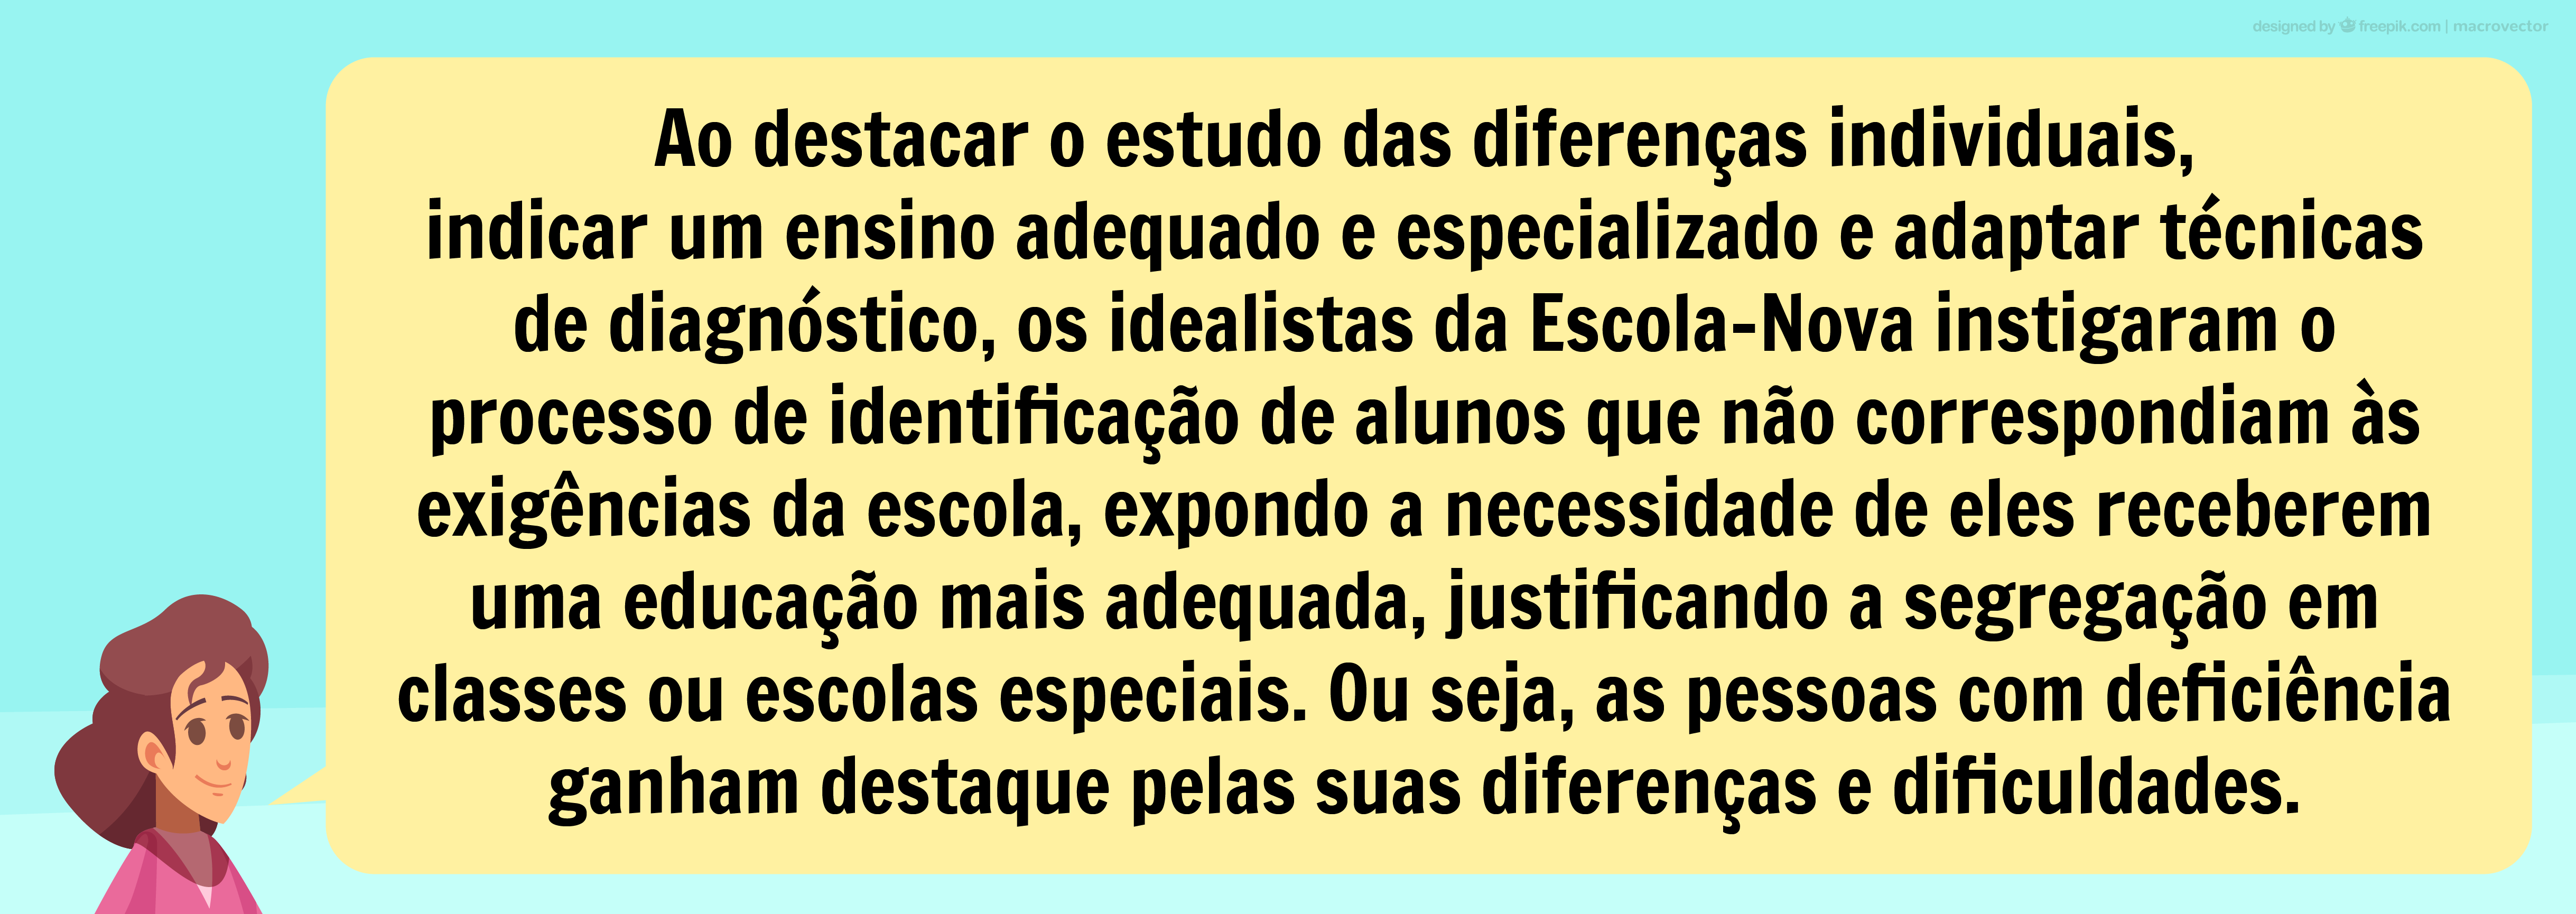 designed by freepik.com | macrovector
Ao destacar o estudo das diferenças individuais,
indicar um ensino adequado e especializado e adaptar técnicas
de diagnóstico, os idealistas da Escola-Nova instigaram o
processo de identificação de alunos que não correspondiam às
exigências da escola, expondo a necessidade de eles receberem
uma educação mais adequada, justificando a segregação em
classes ou escolas especiais. Ou seja, as pessoas com deficiência
ganham destaque pelas suas diferenças e dificuldades.